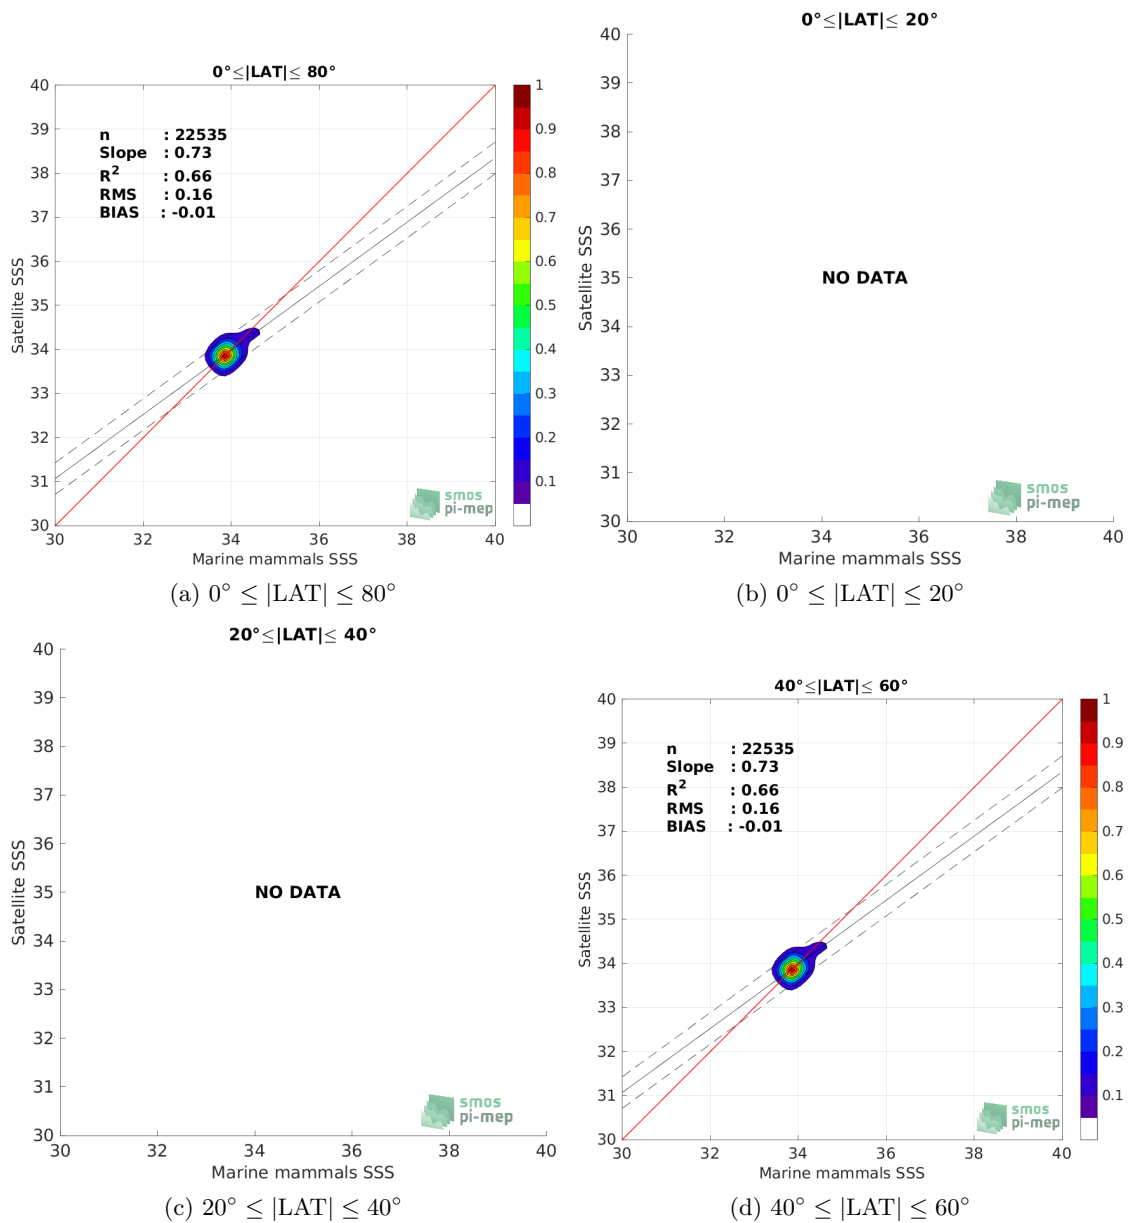 0°≤|LAT|≤ 80°
n : 22535
Slope : 0.73
R² : 0.66
RMS : 0.16
BIAS : -0.01
40
39
38
37
36
35
34
33
32
31
30
Satellite SSS
30 32 34 36 38 40
Marine mammals SSS
1
0.9
0.8
0.7
0.6
0.5
0.4
0.3
0.2
0.1
smos
pi-mep
(a) 0° ≤ |LAT| ≤ 80°
0°≤|LAT|≤ 20°
40
39
38
37
36
35
34
33
32
31
30
Satellite SSS
NO DATA
30 32 34 36 38 40
Marine mammals SSS
smos
pi-mep
(b) 0° ≤ |LAT| ≤ 20°
20°≤|LAT|≤ 40°
40
39
38
37
36
35
34
33
32
31
30
Satellite SSS
NO DATA
30 32 34 36 38 40
Marine mammals SSS
smos
pi-mep
(c) 20° ≤ |LAT| ≤ 40°
40°≤|LAT|≤ 60°
n : 22535
Slope : 0.73
R² : 0.66
RMS : 0.16
BIAS : -0.01
40
39
38
37
36
35
34
33
32
31
30
Satellite SSS
30 32 34 36 38 40
Marine mammals SSS
1
0.9
0.8
0.7
0.6
0.5
0.4
0.3
0.2
0.1
smos
pi-mep
(d) 40° ≤ |LAT| ≤ 60°